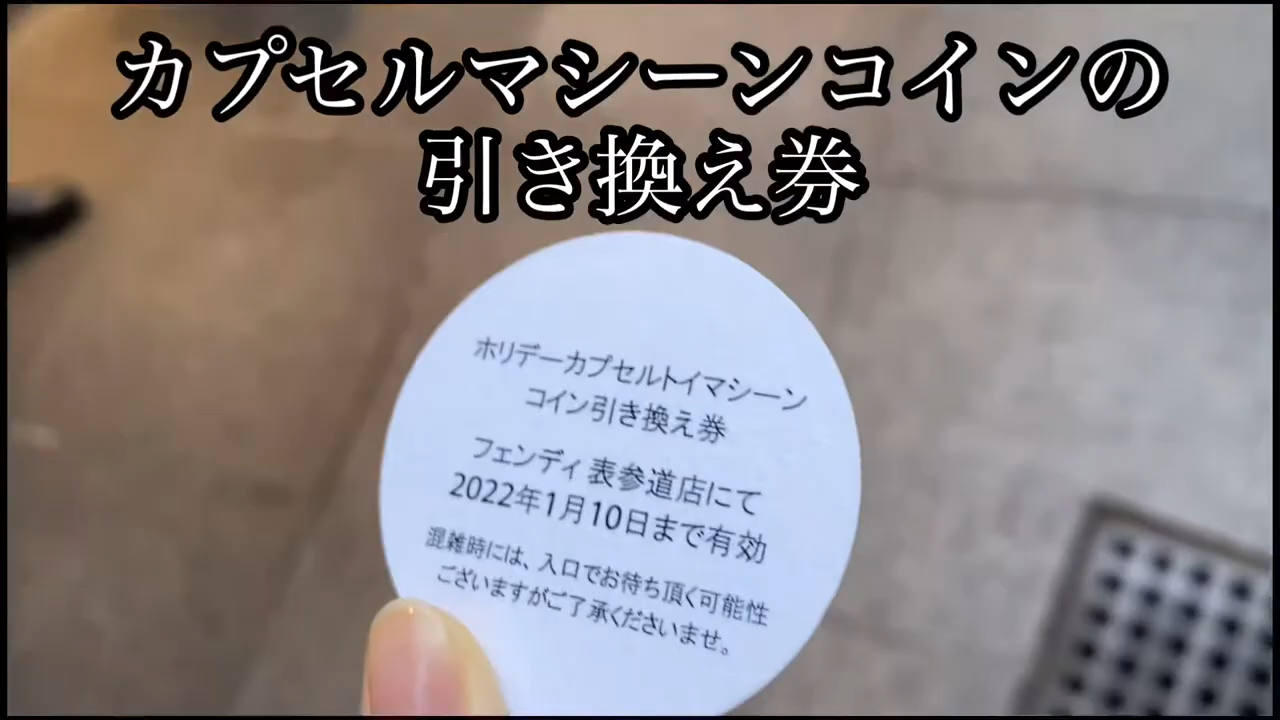 カプセルマシーンコインの
引き換え券
ホリデーカプセルトイマシーン
コイン引き換え券
フェンディ 表参道店にて
2022年1月10日まで有効
混雑時には、入口でお待ち頂く可能性
ございますがご了承くださいませ。